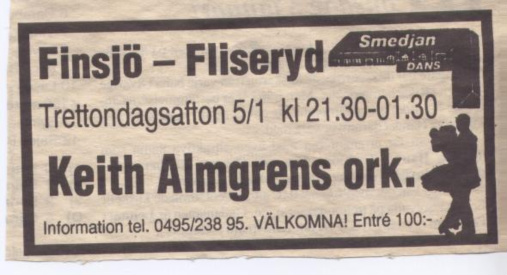 Finsjö – Fliseryd
Smedjan
DANS
Trettondagsafton 5/1 kl 21.30-01.30
Keith Almgrens ork.
Information tel. 0495/238 95. VÄLKOMNA! Entré 100:-